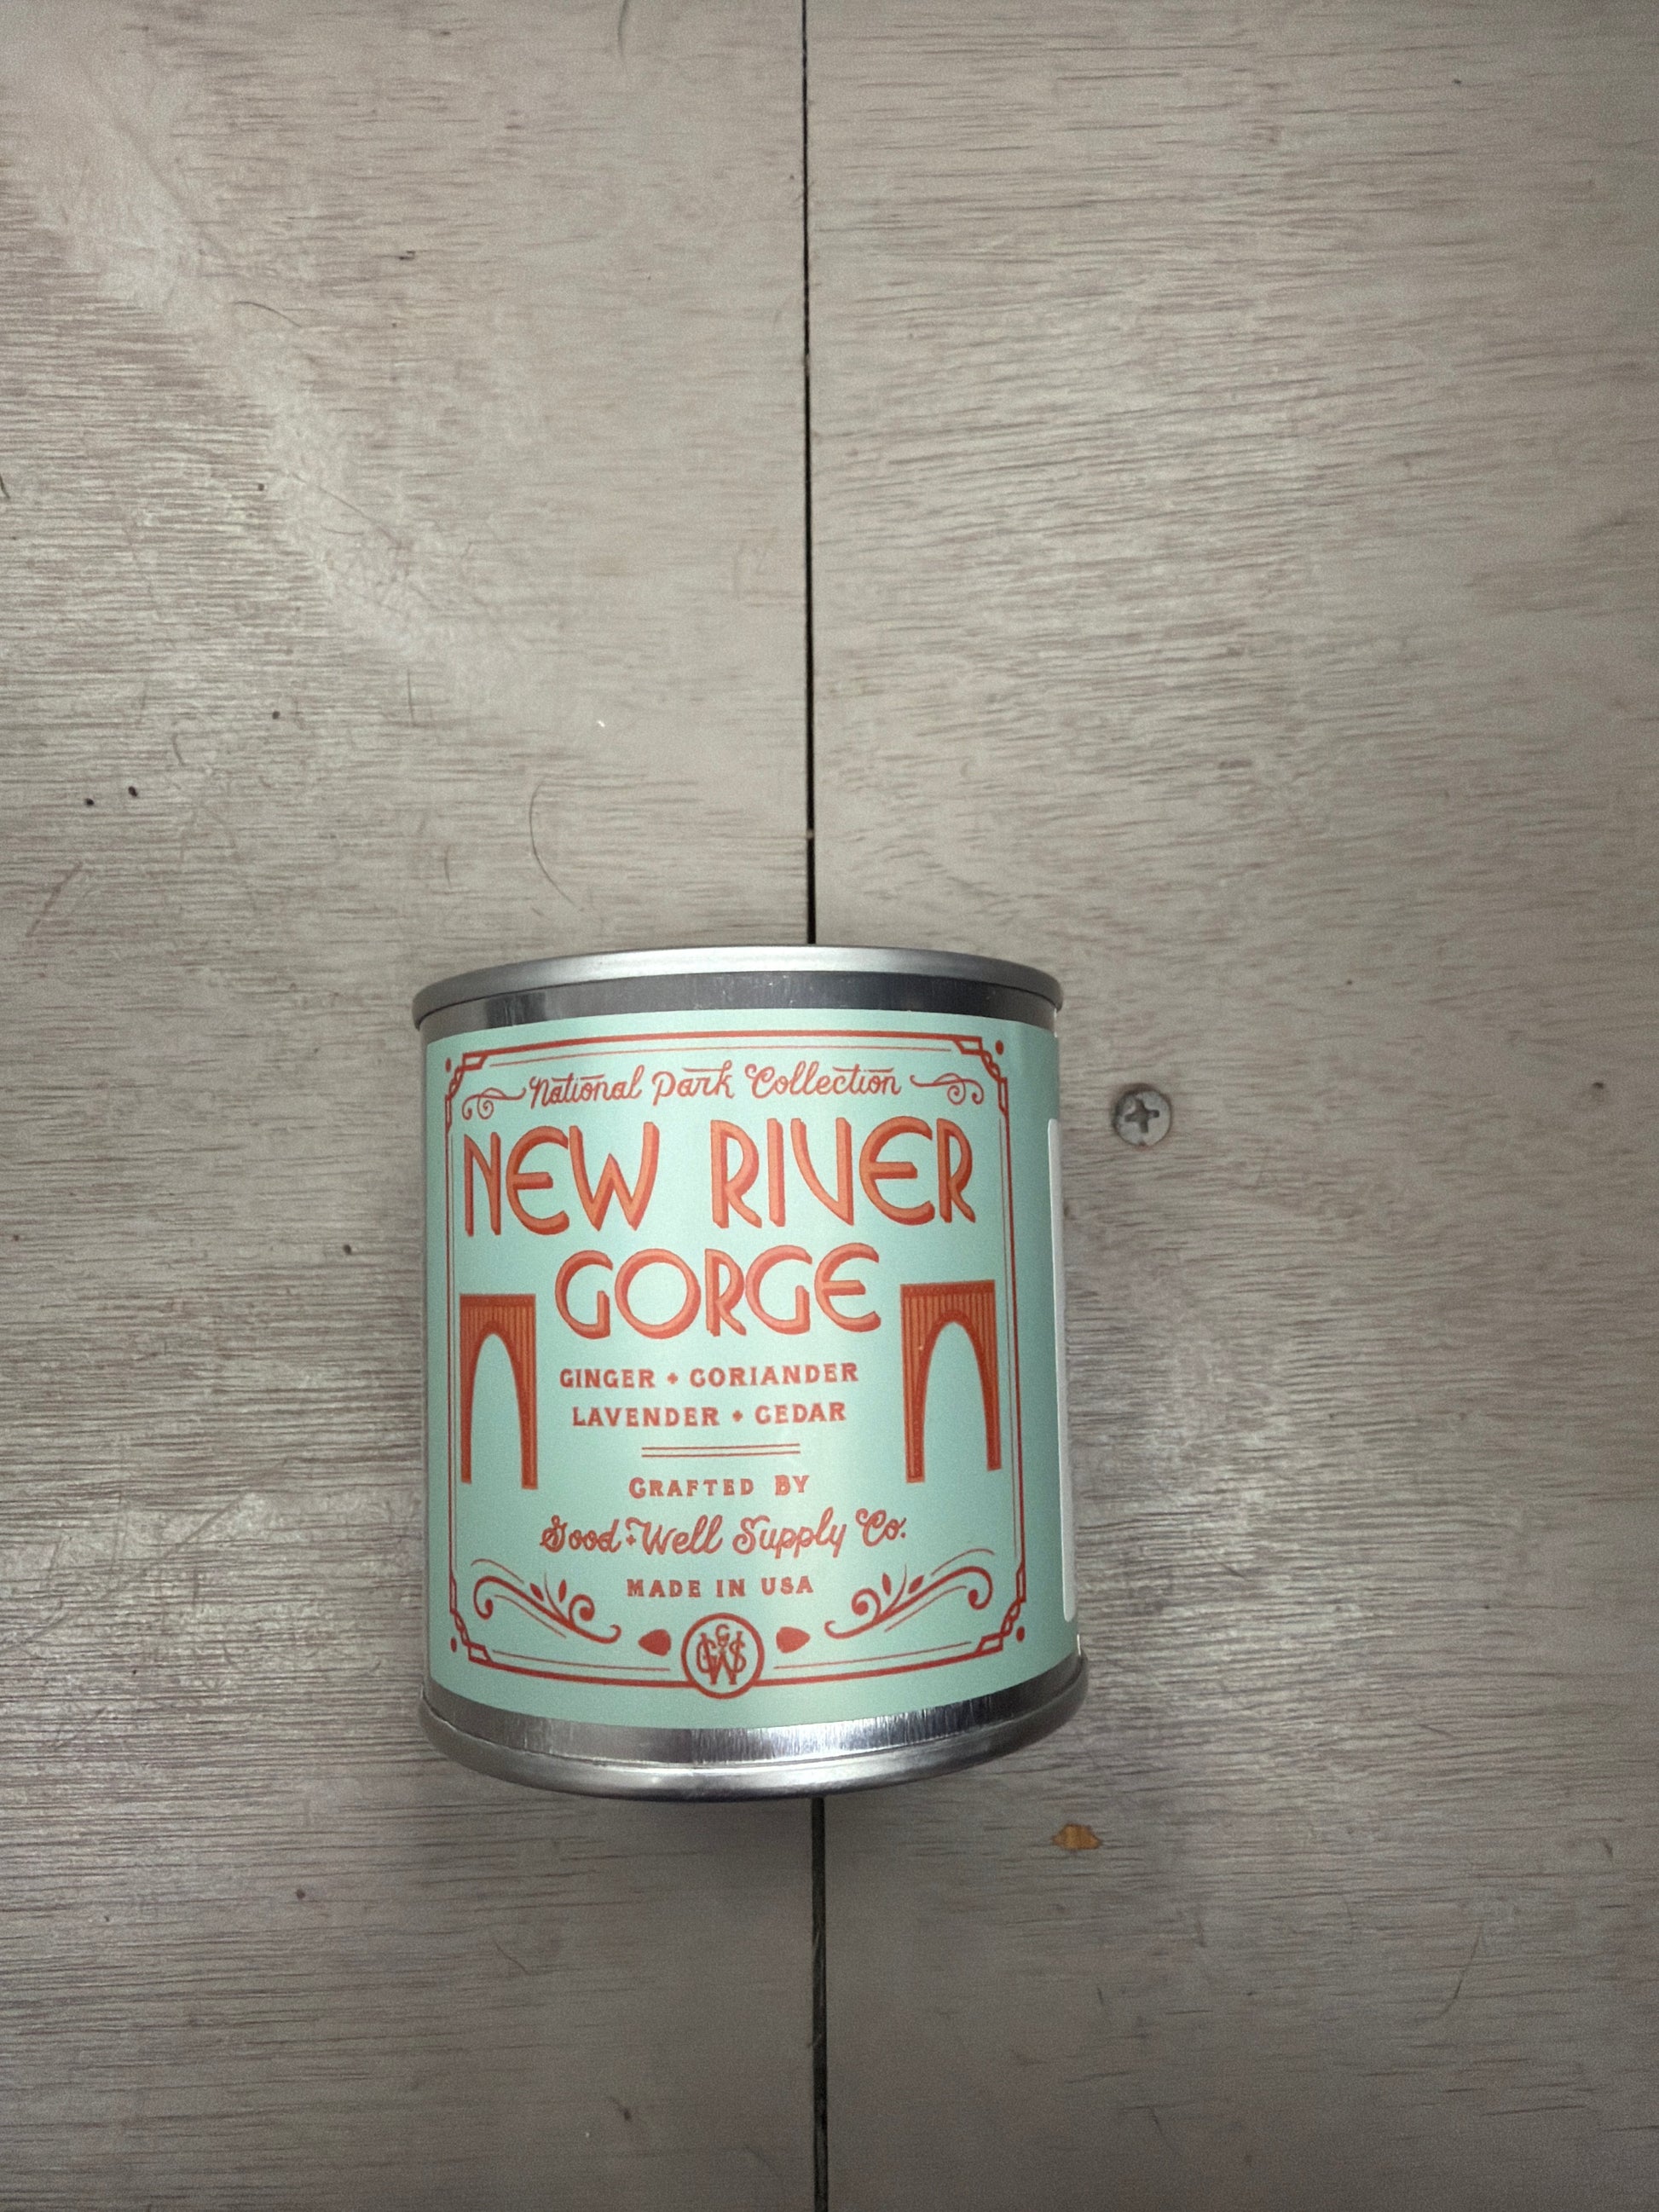 National Park Collection
NEW RIVER
GORGE
GINGER + CORIANDER
LAVENDER + CEDAR
CRAFTED BY
Good & Well Supply Co.
MADE IN USA